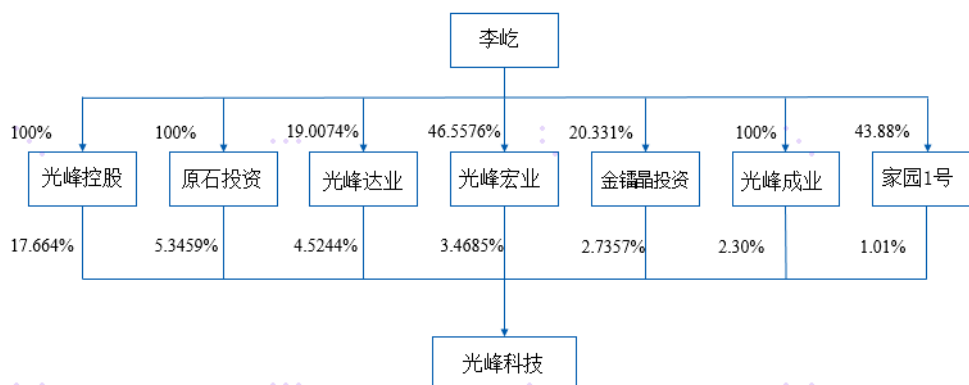 李屹
100% 100% 19.0074% 46.5576% 20.331% 100% 43.88%
光峰控股 原石投资 光峰达业 光峰宏业 金镭晶投资 光峰成业 家园1号
17.664% 5.3459% 4.5244% 3.4685% 2.7357% 2.30% 1.01%
光峰科技